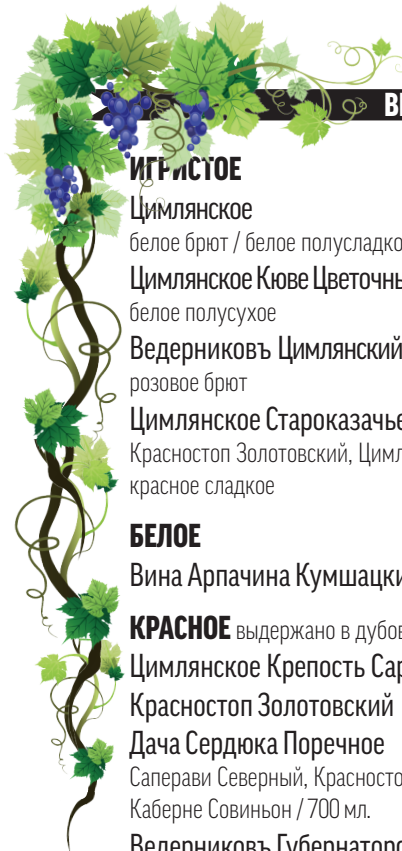 ИГРИСТОЕ
Цимлянское
белое брют / белое полусладко
Цимлянское Кюве Цветочны
белое полусухое
Ведерниковъ Цимлянский
розовое брют
Цимлянское Староказачье
Красностоп Золотовский, Цимл
красное сладкое
БЕЛОЕ
Вина Арпачина Кумшацки
КРАСНОЕ выдержано в дубов
Цимлянское Крепость Сар
Красностоп Золотовский
Дача Сердюка Поречное
Саперави Северный, Красносто
Каберне Совиньон / 700 мл.
Ведерниковъ Губернаторо